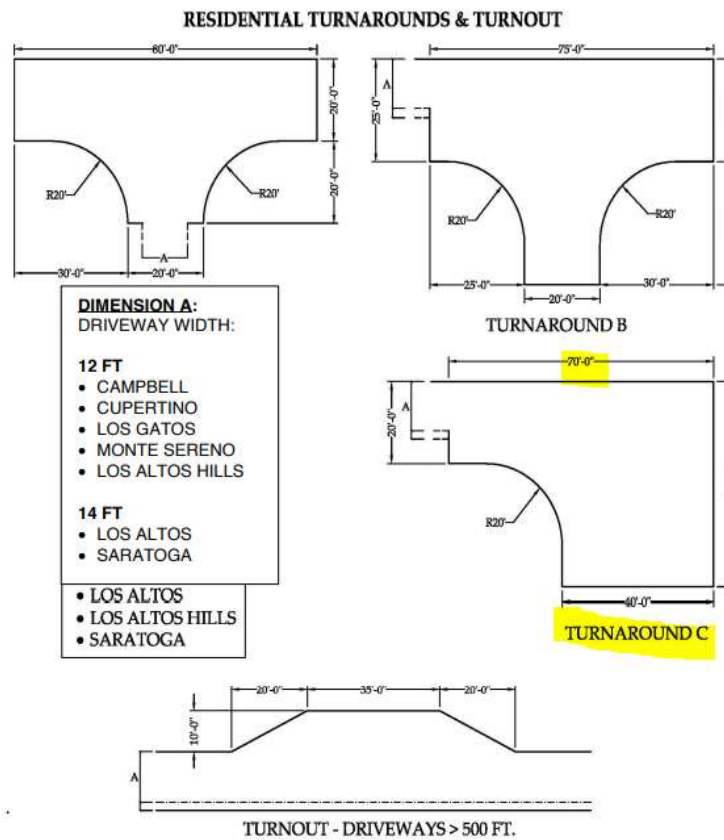 RESIDENTIAL TURNAROUNDS & TURNOUT
80'-0"
20'-0"
20'-0"
R20'
R20'
A
30'-0"
20'-0"
75'-0"
A
25'-0"
R20'
R20'
25'-0"
30'-0"
20'-0"
TURNAROUND B
DIMENSION A:
DRIVEWAY WIDTH:
12 FT
• CAMPBELL
• CUPERTINO
• LOS GATOS
• MONTE SERENO
• LOS ALTOS HILLS
14 FT
• LOS ALTOS
• SARATOGA
• LOS ALTOS
• LOS ALTOS HILLS
• SARATOGA
70'-0"
A
20'-0"
R20'
40'-0"
TURNAROUND C
20'-0"
35'-0"
20'-0"
10'-0"
A
TURNOUT - DRIVEWAYS > 500 FT.